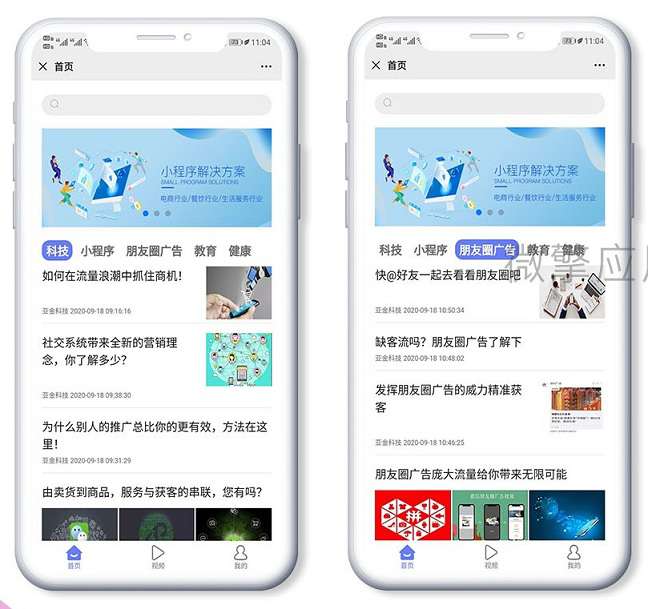 11:04
首页
小程序解决方案
SMALL PROGRAM SOLUTIONS
电商行业/餐饮行业/生活服务行业
科技 小程序 朋友圈广告 教育 健康
如何在流量浪潮中抓住商机！
亚金科技 2020-09-18 09:16:16
社交系统带来全新的营销理
念，你了解多少？
亚金科技 2020-09-18 09:38:30
为什么别人的推广总比你的更有效，方法在这
里！
亚金科技 2020-09-18 09:31:29
由卖货到商品，服务与获客的串联，您有吗？
首页 视频 我的
11:04
首页
小程序解决方案
SMALL PROGRAM SOLUTIONS
电商行业/餐饮行业/生活服务行业
科技 小程序 朋友圈广告 教育 健康
微擎应用
快@好友一起去看看朋友圈吧
亚金科技 2020-09-18 10:50:34
缺客流吗？朋友圈广告了解下
亚金科技 2020-09-18 10:48:02
发挥朋友圈广告的威力精准获
客
亚金科技 2020-09-18 10:46:25
朋友圈广告庞大流量给你带来无限可能
拼
首页 视频 我的